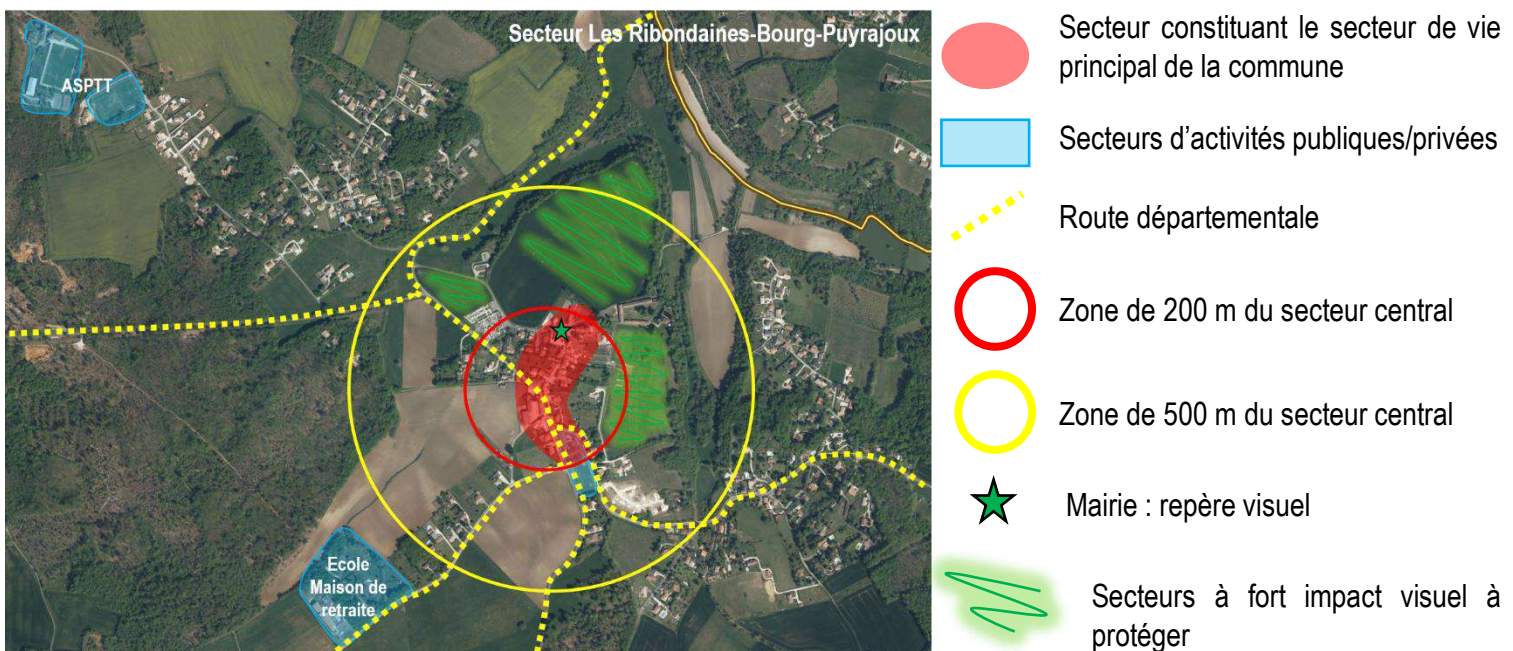 Secteur Les Ribondaines-Bourg-Puyrajoux
ASPTT
Ecole
Maison de
retraite
Secteur constituant le secteur de vie
principal de la commune
Secteurs d'activités publiques/privées
Route départementale
Zone de 200 m du secteur central
Zone de 500 m du secteur central
Mairie : repère visuel
Secteurs à fort impact visuel à
protéger